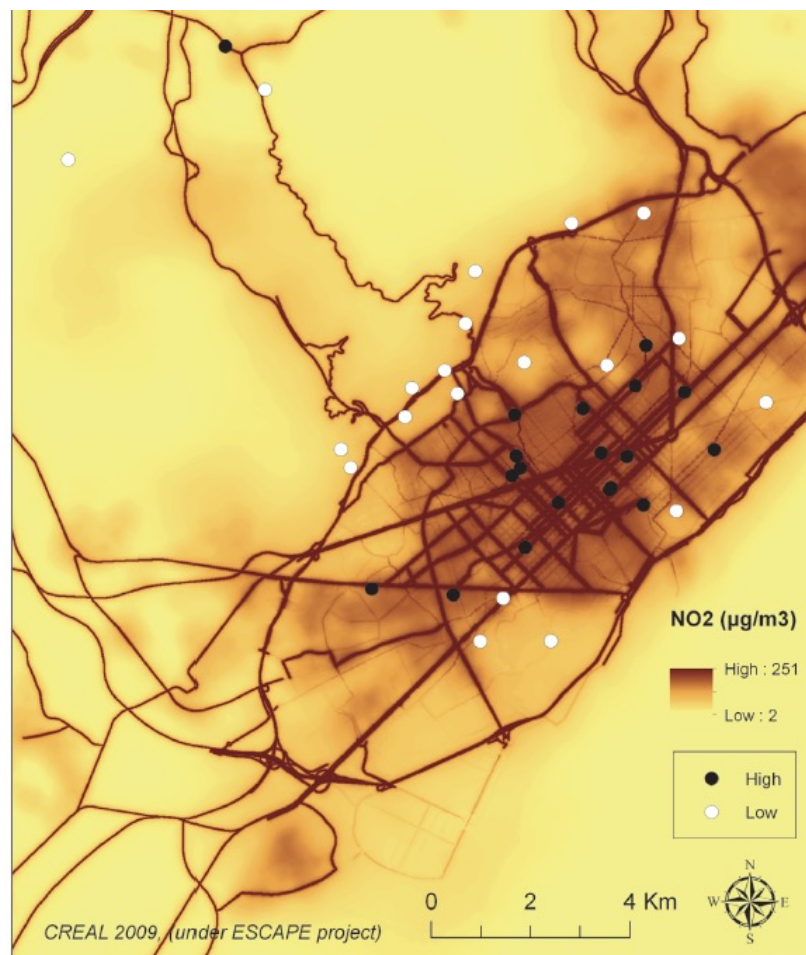 NO2 (µg/m3)
High : 251
Low : 2
High
Low
N
W E
S
0 2 4 Km
CREAL 2009, (under ESCAPE project)